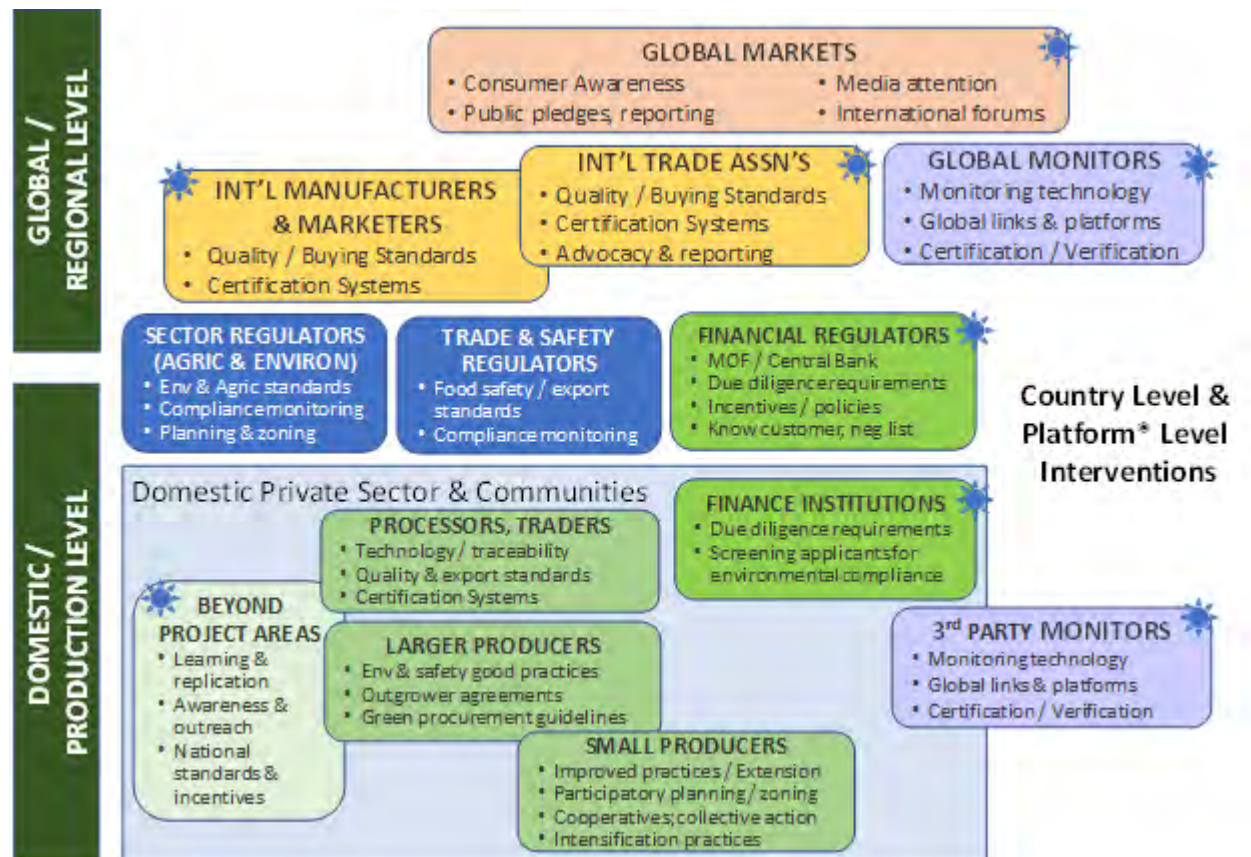 GLOBAL /
REGIONAL LEVEL
GLOBAL MARKETS
• Consumer Awareness
• Public pledges, reporting
• Media attention
• International forums
INT'L MANUFACTURERS
& MARKETERS
• Quality / Buying Standards
• Certification Systems
INT'L TRADE ASSN'S
• Quality / Buying Standards
• Certification Systems
• Advocacy & reporting
GLOBAL MONITORS
• Monitoring technology
• Global links & platforms
• Certification / Verification
SECTOR REGULATORS
(AGRIC & ENVIRON)
• Env & Agric standards
• Compliance monitoring
• Planning & zoning
TRADE & SAFETY
REGULATORS
• Food safety / export
standards
• Compliance monitoring
FINANCIAL REGULATORS
• MOF / Central Bank
• Due diligence requirements
• Incentives / policies
• Know customer, neg list
Country Level &
Platform* Level
Interventions
DOMESTIC /
PRODUCTION LEVEL
Domestic Private Sector & Communities
PROCESSORS, TRADERS
• Technology / traceability
• Quality & export standards
• Certification Systems
FINANCE INSTITUTIONS
• Due diligence requirements
• Screening applicants for
environmental compliance
BEYOND
PROJECT AREAS
• Learning &
replication
• Awareness &
outreach
• National
standards &
incentives
LARGER PRODUCERS
• Env & safety good practices
• Outgrower agreements
• Green procurement guidelines
3rd PARTY MONITORS
• Monitoring technology
• Global links & platforms
• Certification / Verification
SMALL PRODUCERS
• Improved practices / Extension
• Participatory planning / zoning
• Cooperatives; collective action
• Intensification practices